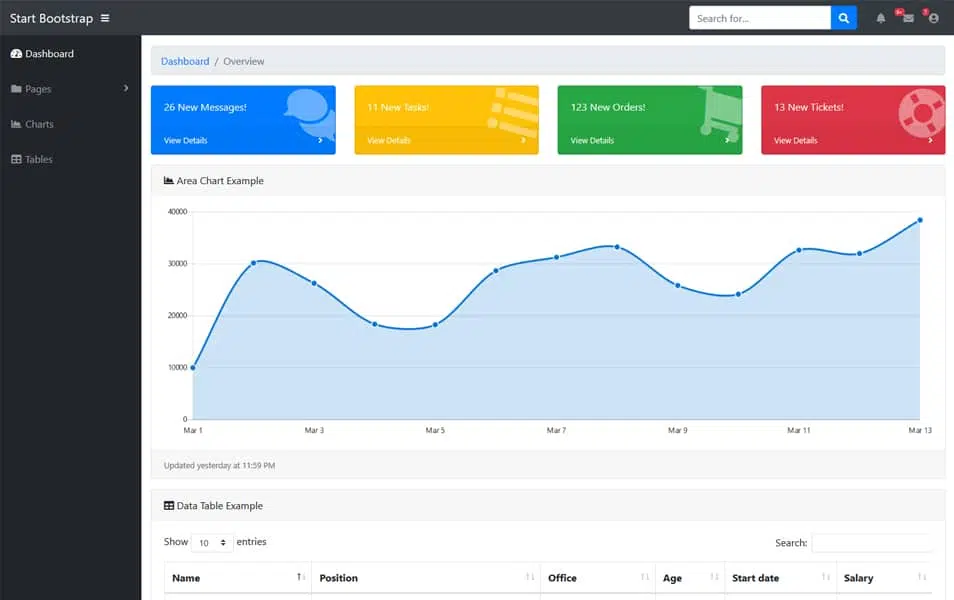 Start Bootstrap
Search for...
9+
7
Dashboard
Pages
Charts
Tables
Dashboard / Overview
26 New Messages!
View Details
11 New Tasks!
View Details
123 New Orders!
View Details
13 New Tickets!
View Details
Area Chart Example
40000
30000
20000
10000
0
Mar 1 Mar 3 Mar 5 Mar 7 Mar 9 Mar 11 Mar 13
Updated yesterday at 11:59 PM
Data Table Example
Show 10 entries
Search:
Name Position Office Age Start date Salary